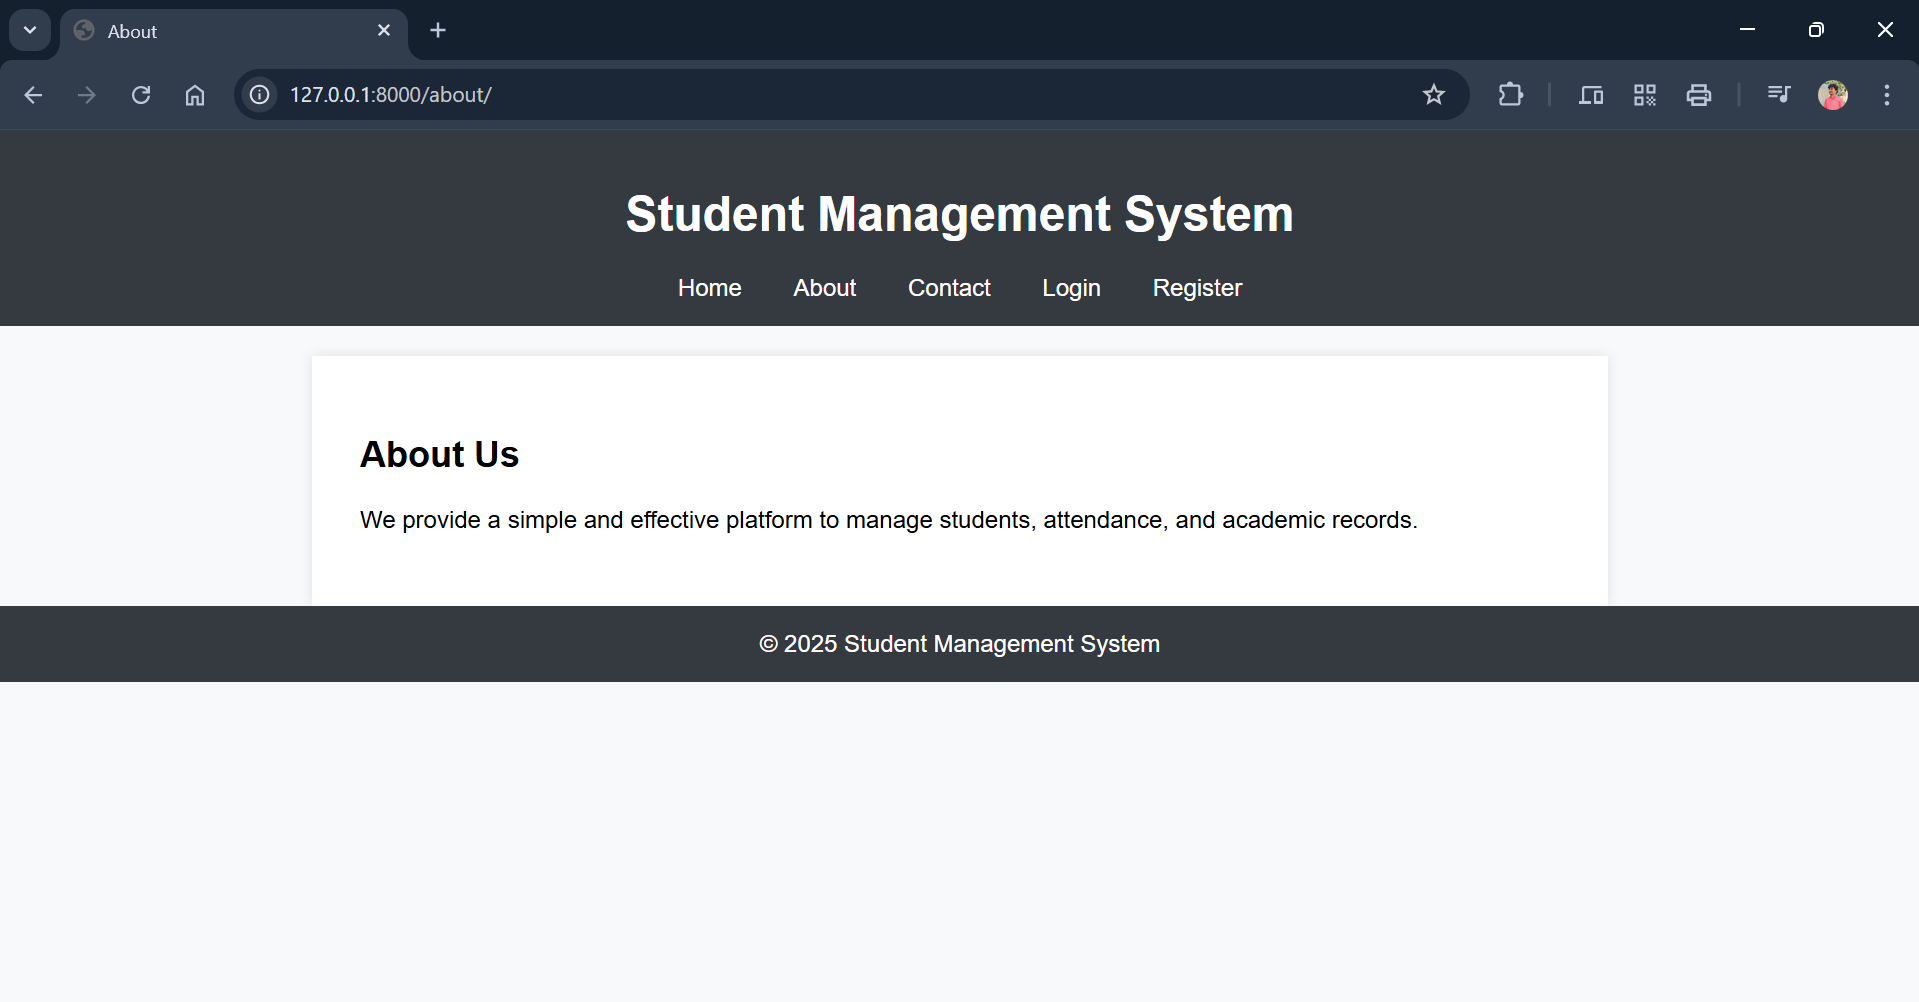 About
127.0.0.1:8000/about/
Student Management System
Home About Contact Login Register
About Us
We provide a simple and effective platform to manage students, attendance, and academic records.
© 2025 Student Management System